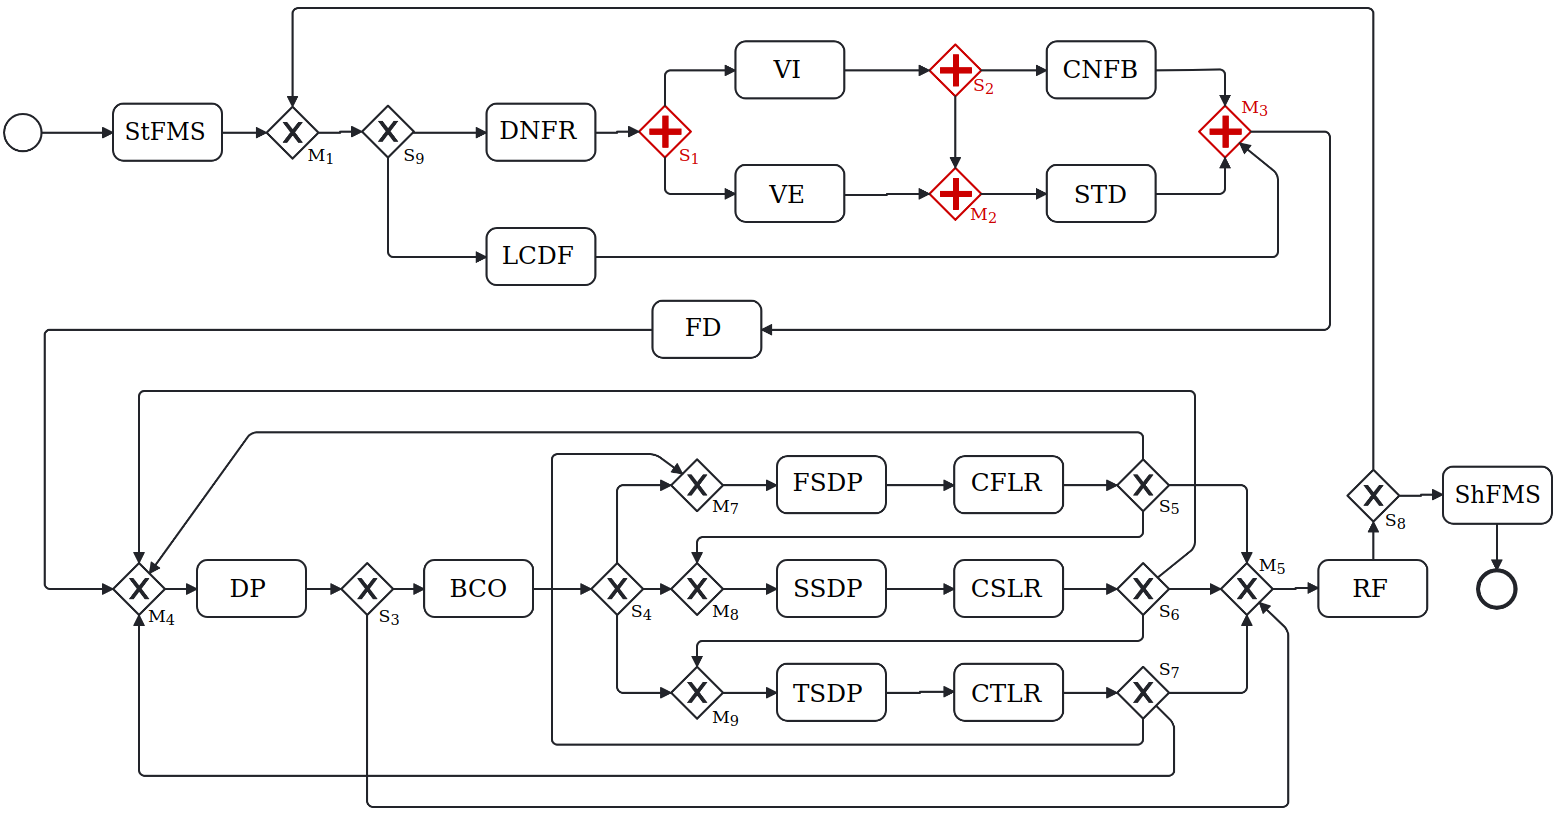 VI
CNFB
S2
M3
StFMS
DNFR
M1
S9
S1
VE
STD
M2
LCDF
FD
FSDP
CFLR
M7
S5
ShFMS
S8
M5
DP
BCO
SSDP
CSLR
RF
M4
S3
S4
M8
S6
S7
TSDP
CTLR
M9